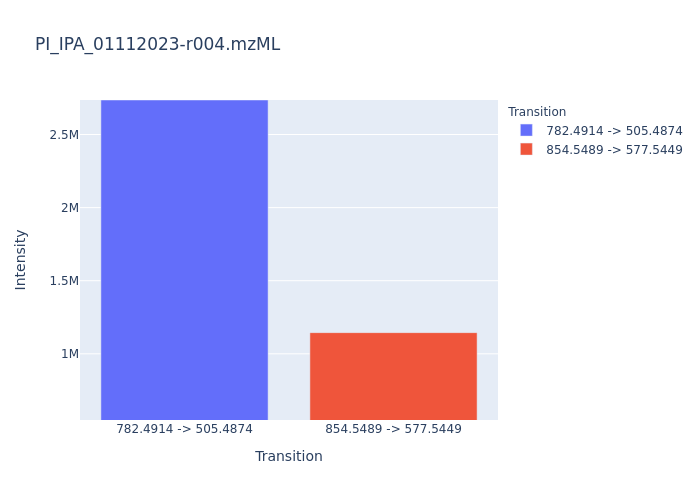 PI_IPA_01112023-r004.mzML
Transition
782.4914 -> 505.4874
854.5489 -> 577.5449
2.5M
2M
1.5M
1M
Intensity
782.4914 -> 505.4874
854.5489 -> 577.5449
Transition